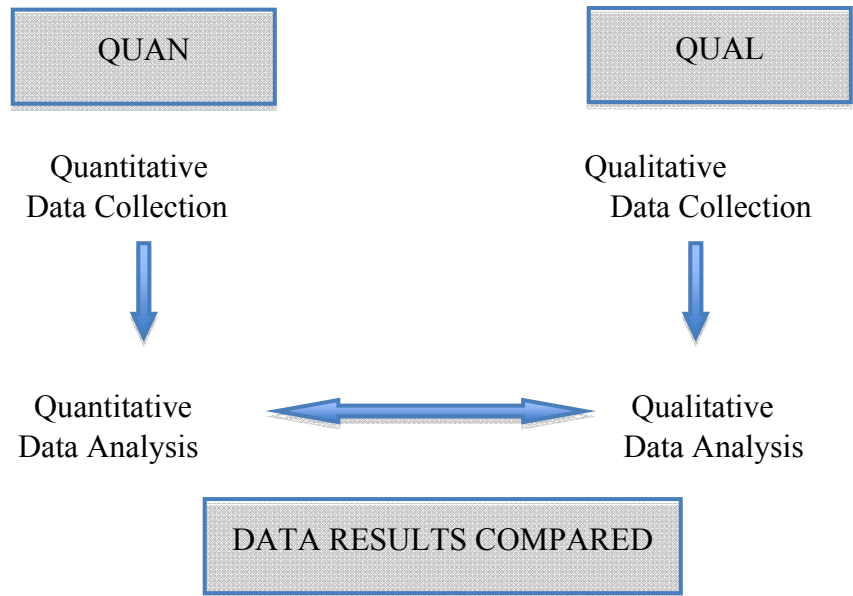 QUAN
QUAL
Quantitative
Data Collection
Qualitative
Data Collection
Quantitative
Data Analysis
Qualitative
Data Analysis
DATA RESULTS COMPARED